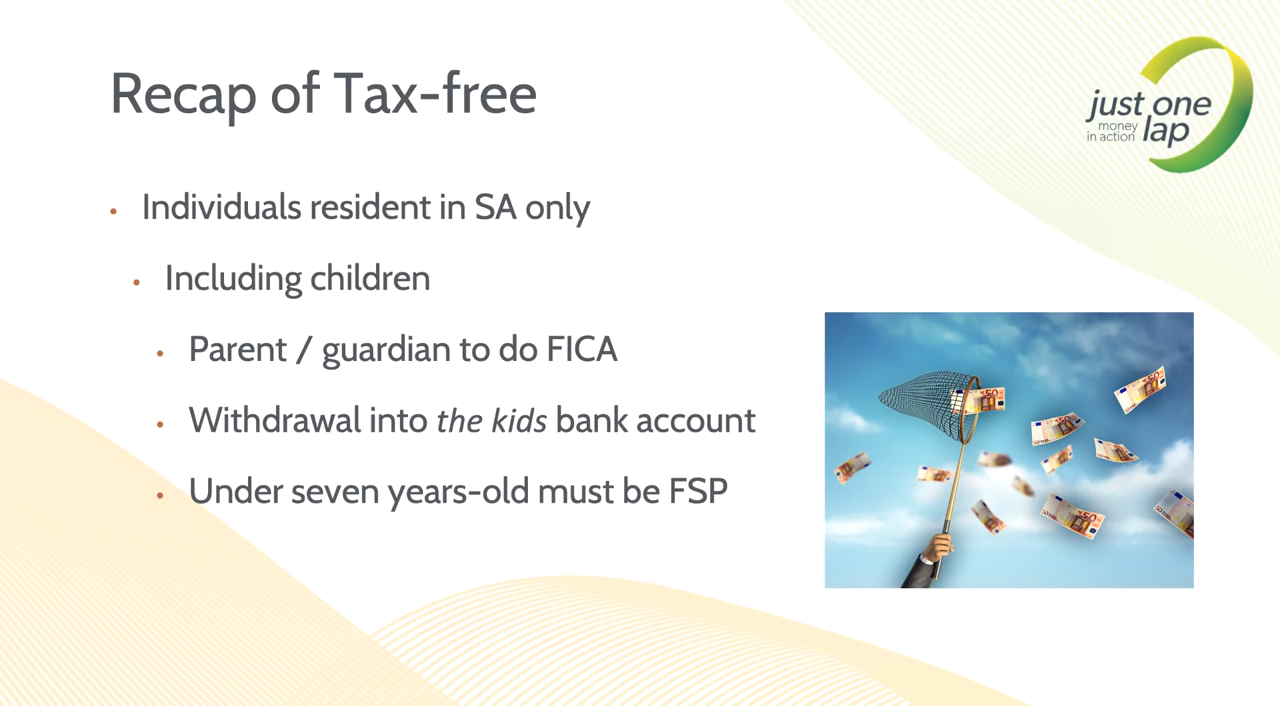 Recap of Tax-free
just one
money
in action lap
• Individuals resident in SA only
• Including children
• Parent / guardian to do FICA
• Withdrawal into the kids bank account
• Under seven years-old must be FSP